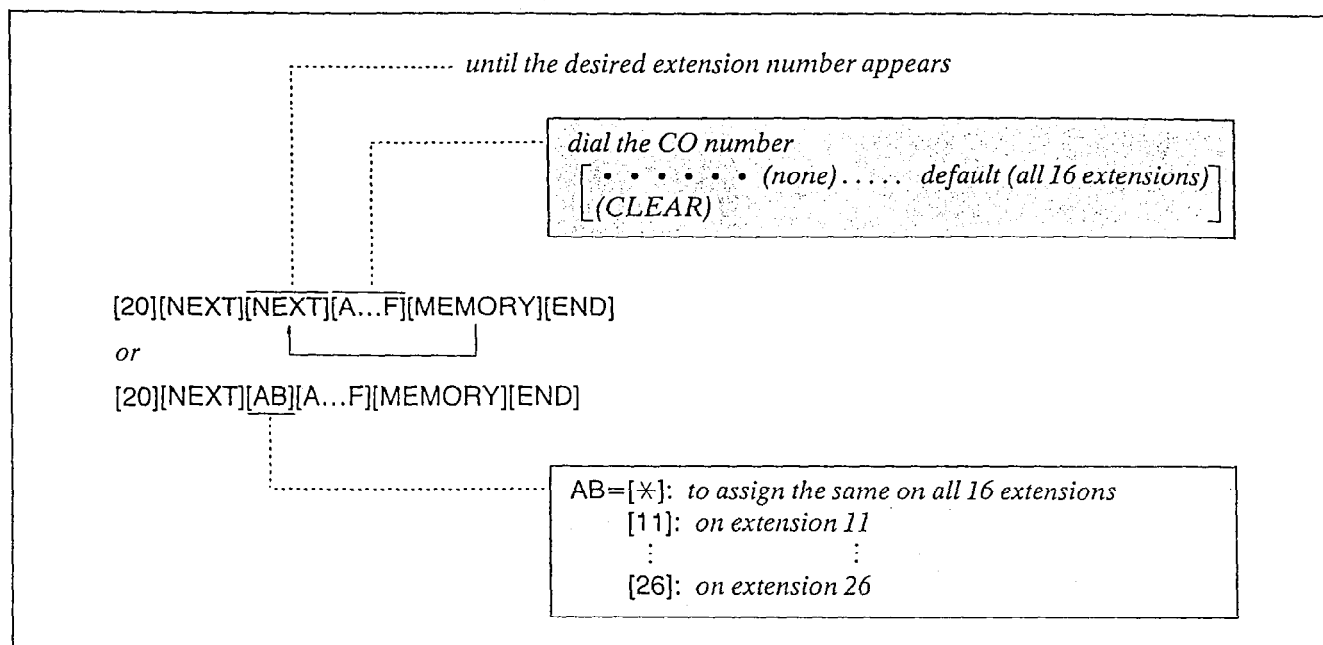 until the desired extension number appears
dial the CO number
• • • • • • (none) ..... default (all 16 extensions)
(CLEAR)
[20][NEXT][NEXT][A...F][MEMORY][END]
or
[20][NEXT][AB][A...F][MEMORY][END]
AB=[✕]: to assign the same on all 16 extensions
[11]: on extension 11
⋮ ⋮
[26]: on extension 26